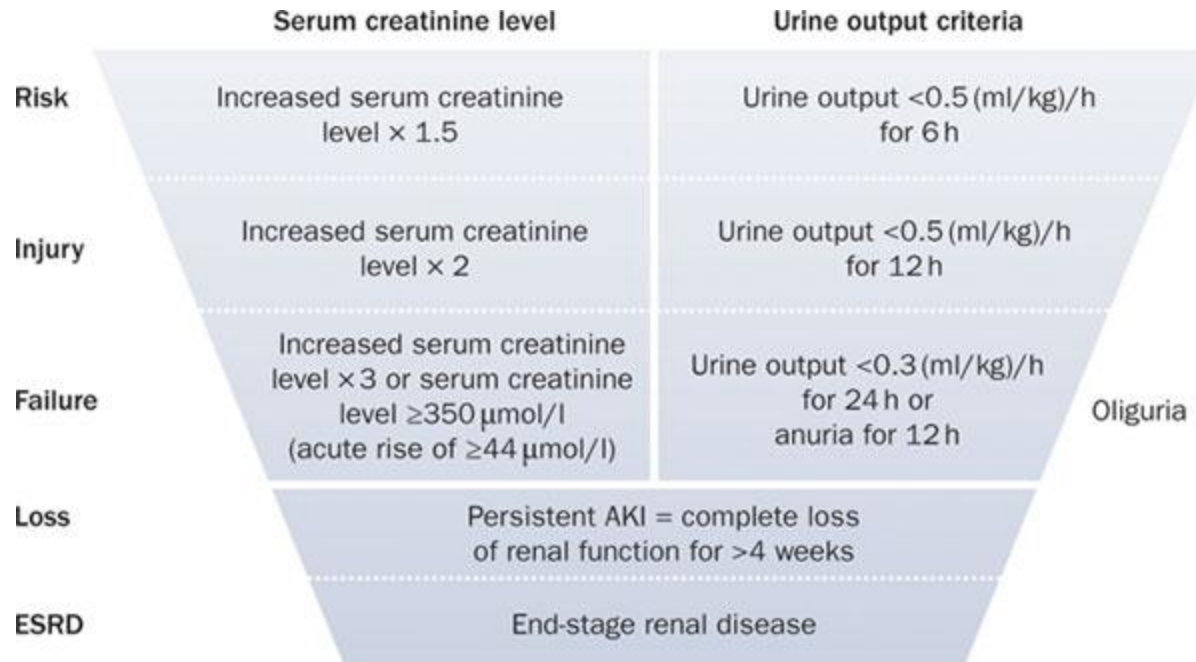 Serum creatinine level
Urine output criteria
Risk
Increased serum creatinine
level × 1.5
Urine output <0.5 (ml/kg)/h
for 6 h
Injury
Increased serum creatinine
level × 2
Urine output <0.5 (ml/kg)/h
for 12 h
Failure
Increased serum creatinine
level ×3 or serum creatinine
level ≥350 μmol/l
(acute rise of ≥44 μmol/l)
Urine output <0.3 (ml/kg)/h
for 24 h or
anuria for 12 h
Oliguria
Loss
Persistent AKI = complete loss
of renal function for >4 weeks
ESRD
End-stage renal disease